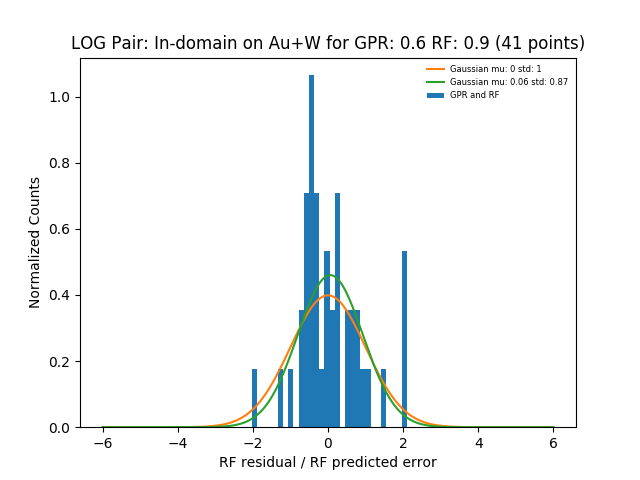 LOG Pair: In-domain on Au+W for GPR: 0.6 RF: 0.9 (41 points)
Gaussian mu: 0 std: 1
Gaussian mu: 0.06 std: 0.87
GPR and RF
Normalized Counts
1.0
0.8
0.6
0.4
0.2
0.0
−6 −4 −2 0 2 4 6
RF residual / RF predicted error